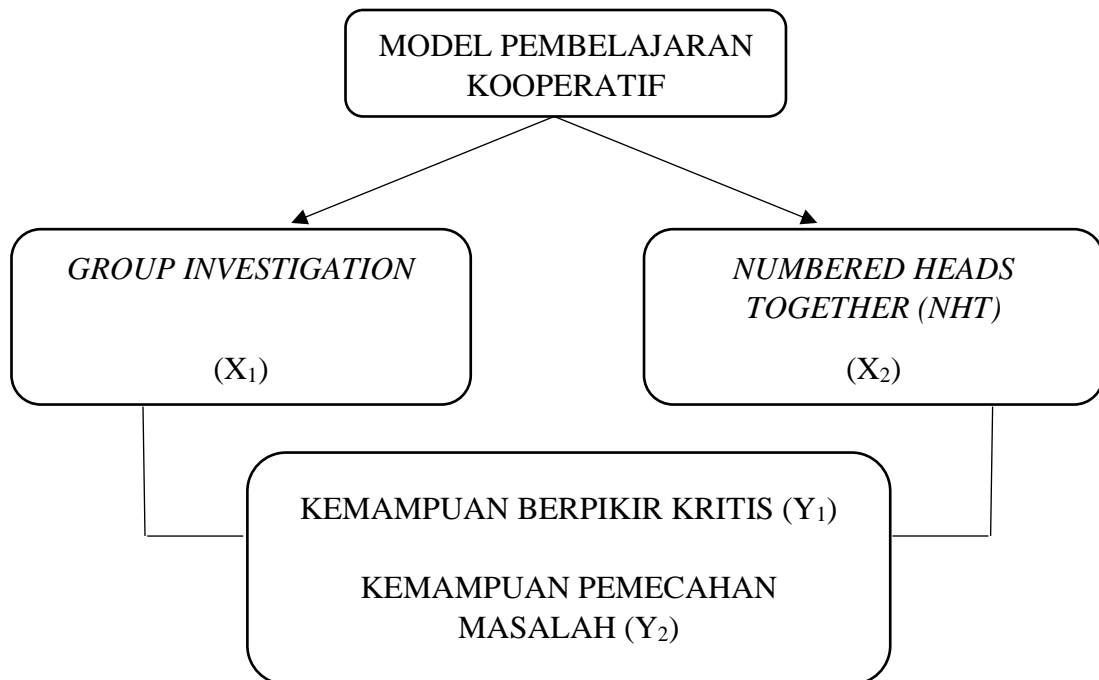 MODEL PEMBELAJARAN
KOOPERATIF
GROUP INVESTIGATION
(X₁)
NUMBERED HEADS
TOGETHER (NHT)
(X₂)
KEMAMPUAN BERPIKIR KRITIS (Y₁)
KEMAMPUAN PEMECAHAN
MASALAH (Y₂)